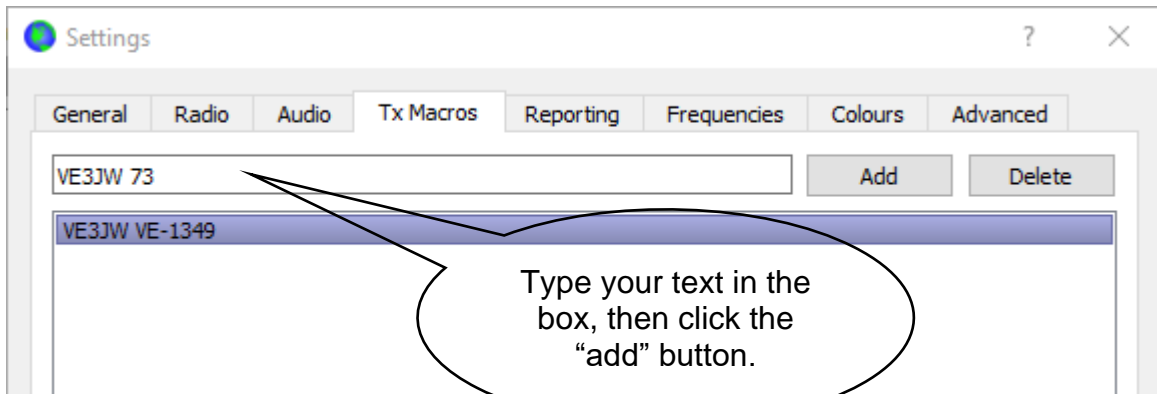 Settings
General Radio Audio Tx Macros Reporting Frequencies Colours Advanced
VE3JW 73 Add Delete
VE3JW VE-1349
Type your text in the
box, then click the
“add” button.